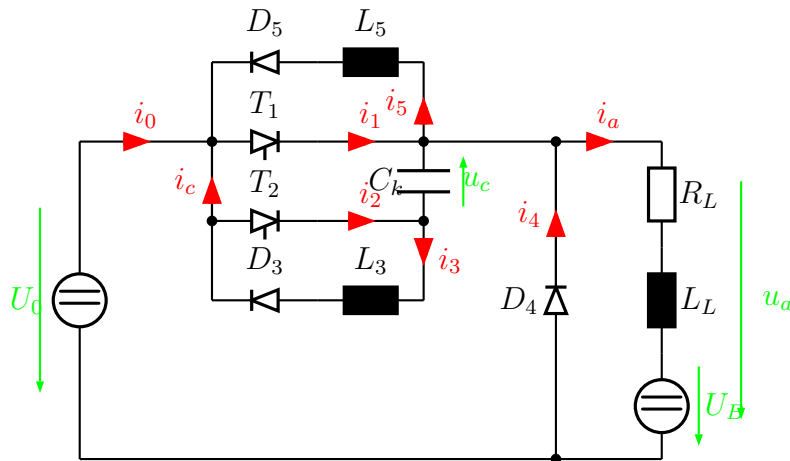 D5 L5
i0 T1 i1 i5 ia
ic T2 i2 Ck uc RL
D3 L3 i3 i4
U0 D4 LL ua
UE